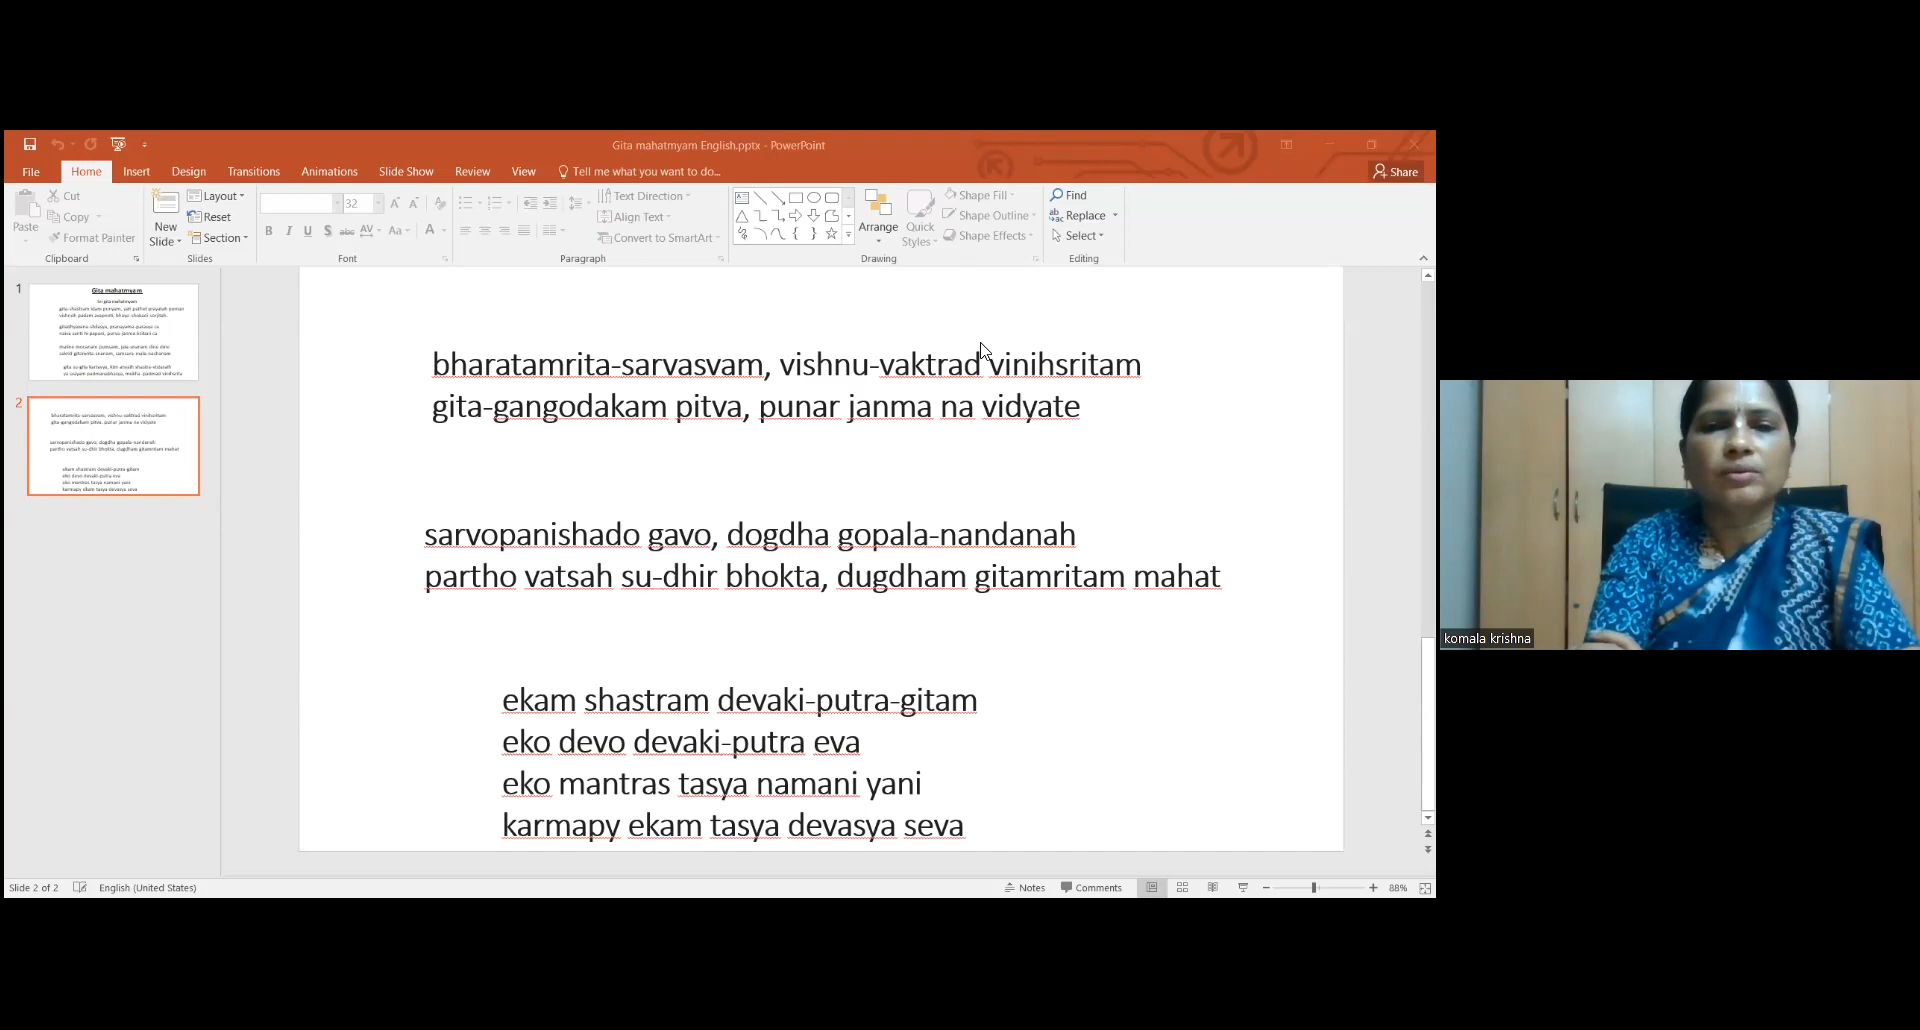 Gita mahatmyam English.pptx - PowerPoint
File Home Insert Design Transitions Animations Slide Show Review View Tell me what you want to do... Share
Paste Cut Copy Format Painter Clipboard
New Slide Layout Reset Section Slides
32 Font
Text Direction Align Text Convert to SmartArt Paragraph
Arrange Quick Styles Shape Fill Shape Outline Shape Effects Drawing
Find Replace Select Editing
1
Gita mahatmyam
2
bharatamrita-sarvasvam, vishnu-vaktrad vinihsritam
gita-gangodakam pitva, punar janma na vidyate
sarvopanishado gavo, dogdha gopala-nandanah
partho vatsah su-dhir bhokta, dugdham gitamritam mahat
ekam shastram devaki-putra-gitam
eko devo devaki-putra eva
eko mantras tasya namani yani
karmapy ekam tasya devasya seva
komala krishna
Slide 2 of 2 English (United States) Notes Comments 88%